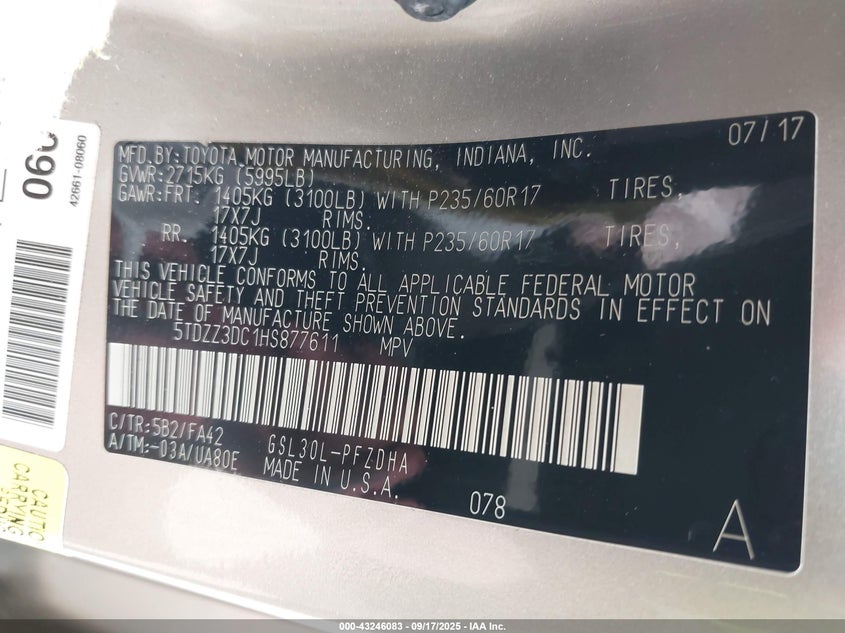 07/17
MFD.BY:TOYOTA MOTOR MANUFACTURING, INDIANA, INC.
GVWR:2715KG (5995LB)
GAWR:FRT. 1405KG (3100LB) WITH P235/60R17 TIRES,
17X7J RIMS.
RR. 1405KG (3100LB) WITH P235/60R17 TIRES,
17X7J RIMS.
THIS VEHICLE CONFORMS TO ALL APPLICABLE FEDERAL MOTOR
VEHICLE SAFETY AND THEFT PREVENTION STANDARDS IN EFFECT ON
THE DATE OF MANUFACTURE SHOWN ABOVE.
5TDZZ3DC1HS877611 MPV
C/TR:5B2/FA42
A/TM:-03A/UA80E
GSL30L-PFZDHA
MADE IN U.S.A.
078
A
060
42661-08060
CAUTIO
CARRYING
000-43246083 - 09/17/2025 - IAA Inc.